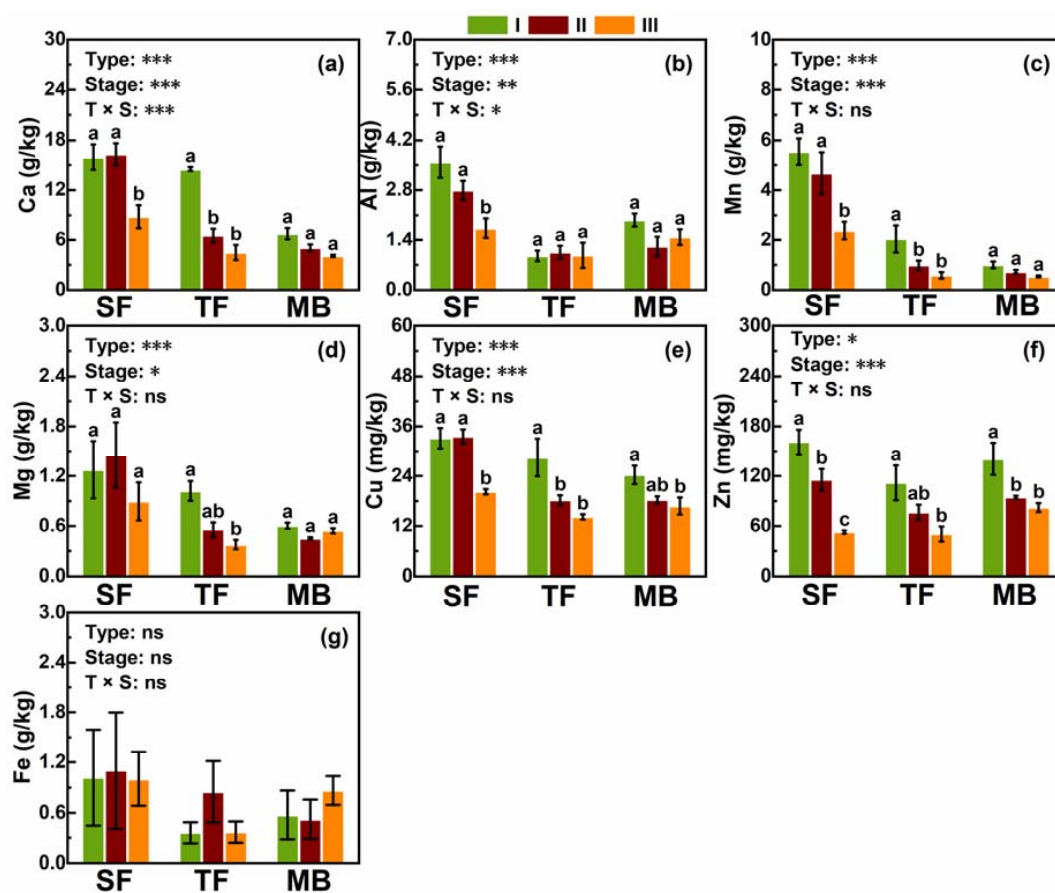 I II III
30
24
18
12
6
0
Ca (g/kg)
Type: ***
Stage: ***
T × S: ***
(a)
a a b
a b b
a a a
SF TF MB
7.0
5.6
4.2
2.8
1.4
0.0
Al (g/kg)
Type: ***
Stage: **
T × S: *
(b)
a a b
a a a
a a a
SF TF MB
10
8
6
4
2
0
Mn (g/kg)
Type: ***
Stage: ***
T × S: ns
(c)
a a b
a b b
a a a
SF TF MB
3.0
2.4
1.8
1.2
0.6
0.0
Mg (g/kg)
Type: ***
Stage: *
T × S: ns
(d)
a a a
a ab b
a a a
SF TF MB
60
48
36
24
12
0
Cu (mg/kg)
Type: ***
Stage: ***
T × S: ns
(e)
a a b
a b b
a ab b
SF TF MB
300
240
180
120
60
0
Zn (mg/kg)
Type: *
Stage: ***
T × S: ns
(f)
a b c
a ab b
a b b
SF TF MB
3.0
2.4
1.8
1.2
0.6
0.0
Fe (g/kg)
Type: ns
Stage: ns
T × S: ns
(g)
SF TF MB